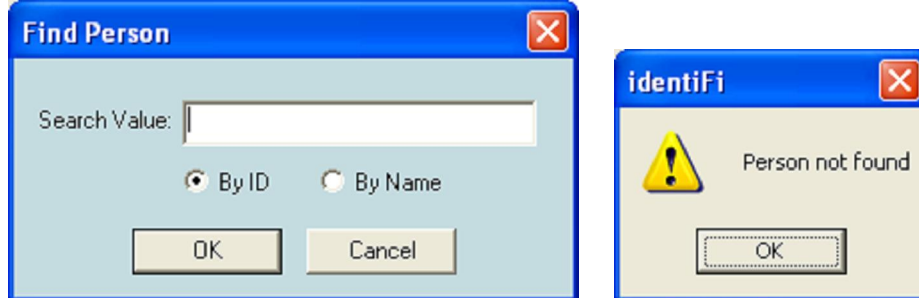 Find Person
Search Value:
By ID By Name
OK Cancel
identiFi
Person not found
OK